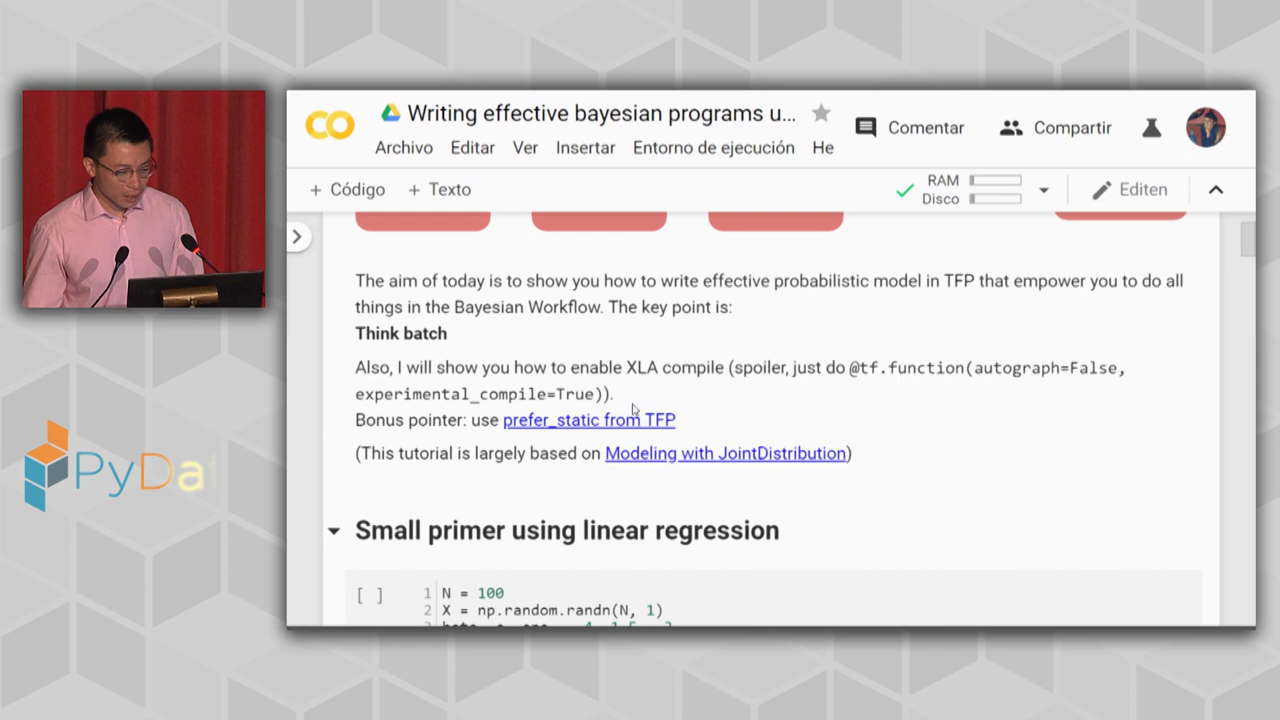 CO
Writing effective bayesian programs u...
Comentar
Compartir
Archivo Editar Ver Insertar Entorno de ejecución He
+ Código + Texto
RAM
Disco
Editen
The aim of today is to show you how to write effective probabilistic model in TFP that empower you to do all
things in the Bayesian Workflow. The key point is:
Think batch
Also, I will show you how to enable XLA compile (spoiler, just do @tf.function(autograph=False,
experimental_compile=True)).
Bonus pointer: use prefer_static from TFP
(This tutorial is largely based on Modeling with JointDistribution)
PyDat
Small primer using linear regression
[ ] 1 N = 100
2 X = np.random.randn(N, 1)